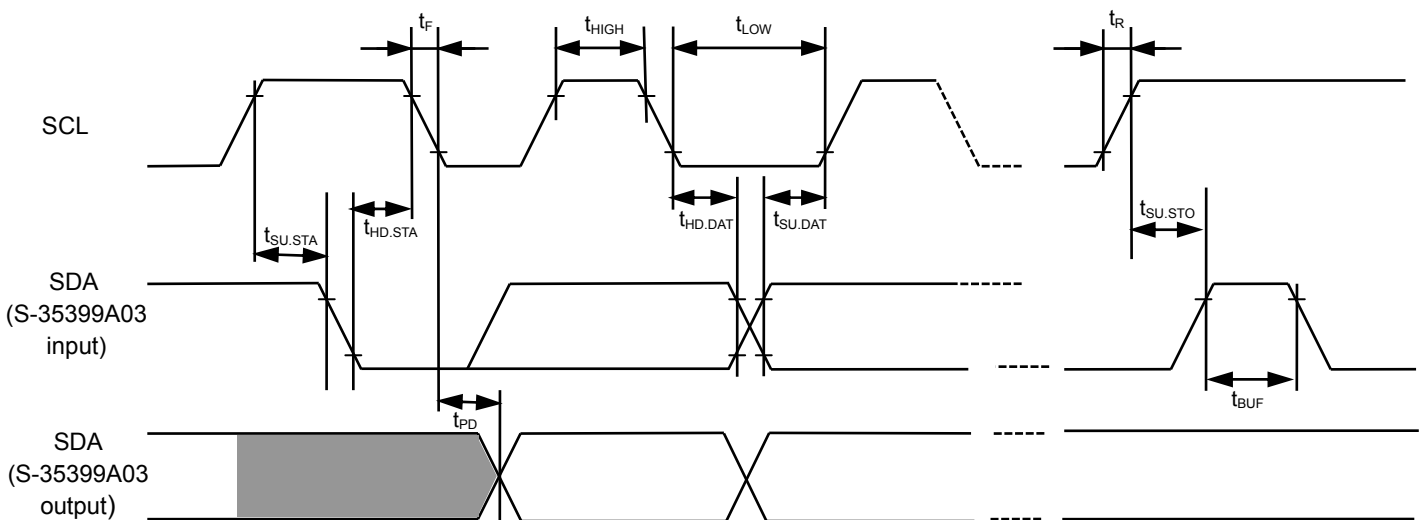 tF
tHIGH
tLOW
tR
SCL
tSU.STA
tHD.STA
tHD.DAT
tSU.DAT
tSU.STO
SDA
(S-35399A03
input)
tBUF
tPD
SDA
(S-35399A03
output)